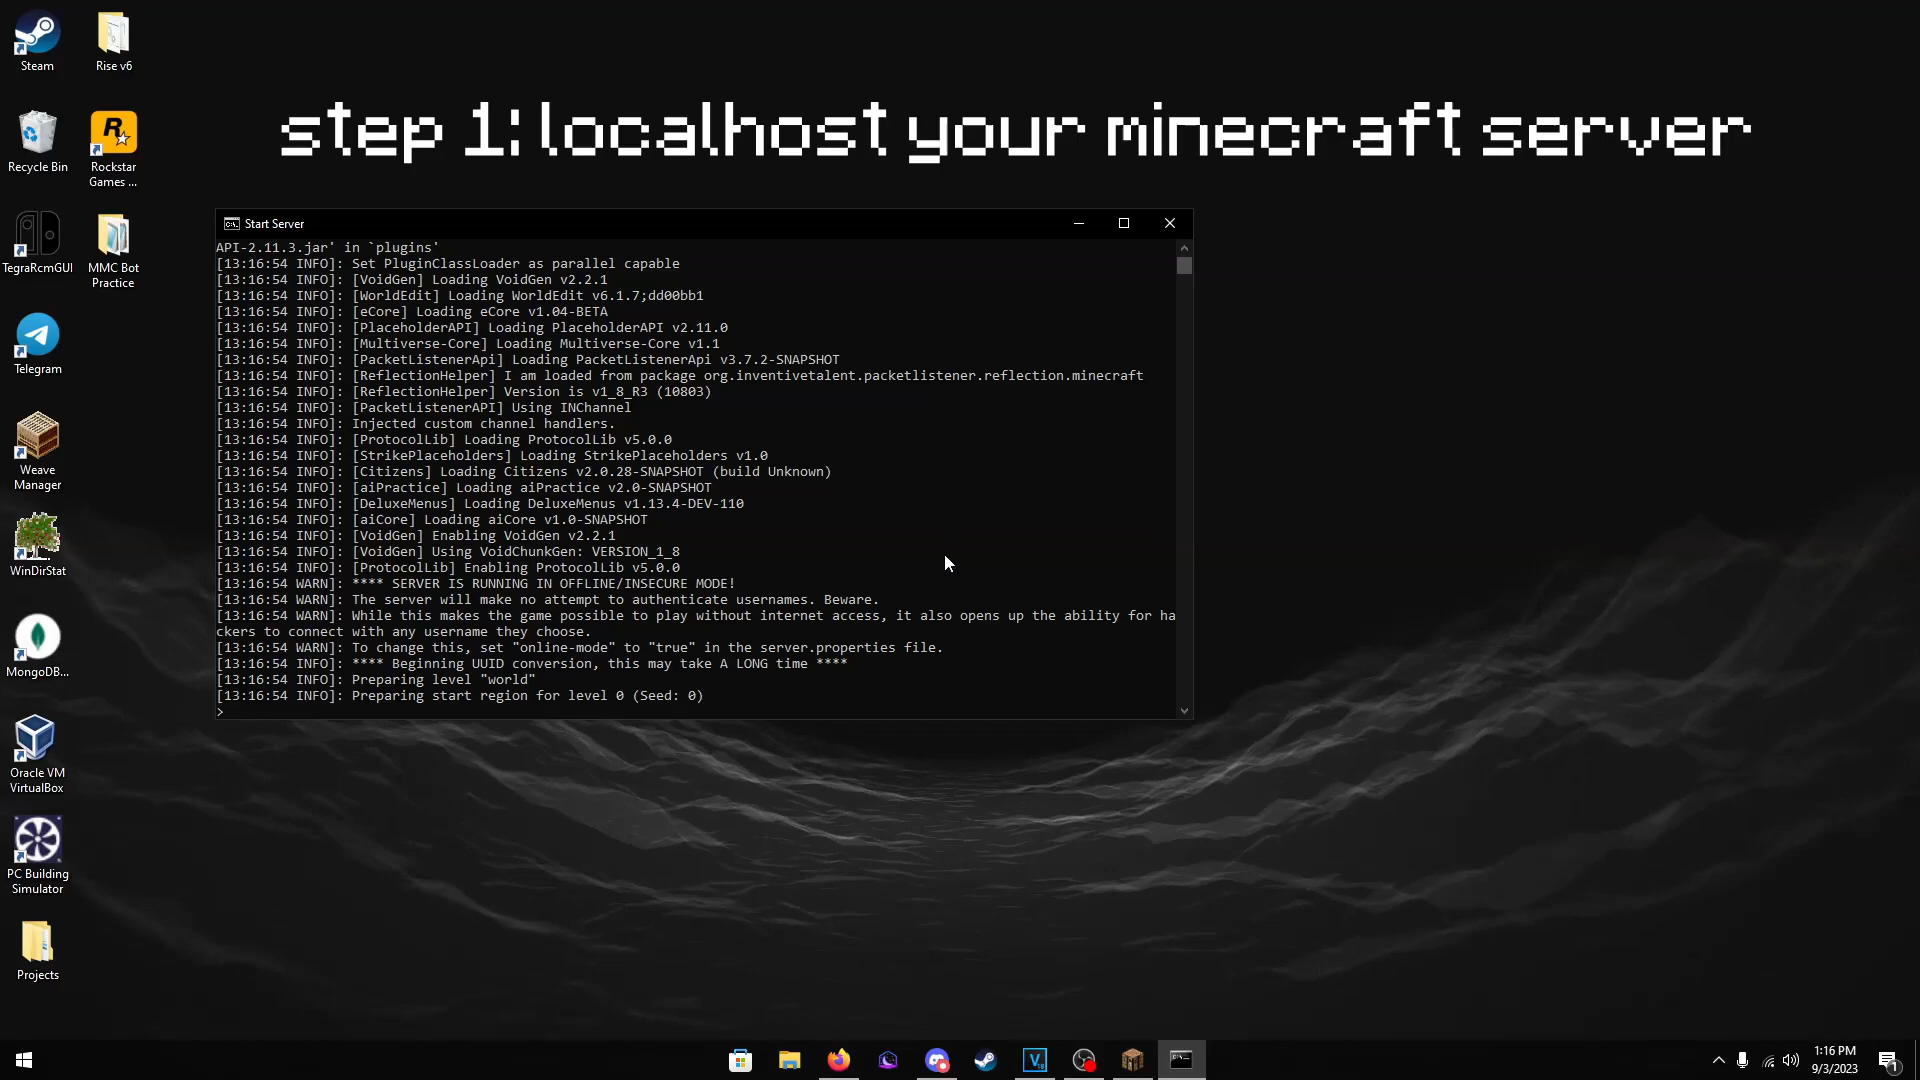 step 1: localhost your minecraft server
Steam
Rise v6
Recycle Bin
Rockstar
Games ...
TegraRcmGUI
MMC Bot
Practice
Telegram
Weave
Manager
WinDirStat
MongoDB...
Oracle VM
VirtualBox
PC Building
Simulator
Projects
Start Server
API-2.11.3.jar' in `plugins'
[13:16:54 INFO]: Set PluginClassLoader as parallel capable
[13:16:54 INFO]: [VoidGen] Loading VoidGen v2.2.1
[13:16:54 INFO]: [WorldEdit] Loading WorldEdit v6.1.7;dd00bb1
[13:16:54 INFO]: [eCore] Loading eCore v1.04-BETA
[13:16:54 INFO]: [PlaceholderAPI] Loading PlaceholderAPI v2.11.0
[13:16:54 INFO]: [Multiverse-Core] Loading Multiverse-Core v1.1
[13:16:54 INFO]: [PacketListenerApi] Loading PacketListenerApi v3.7.2-SNAPSHOT
[13:16:54 INFO]: [ReflectionHelper] I am loaded from package org.inventivetalent.packetlistener.reflection.minecraft
[13:16:54 INFO]: [ReflectionHelper] Version is v1_8_R3 (10803)
[13:16:54 INFO]: [PacketListenerAPI] Using INChannel
[13:16:54 INFO]: Injected custom channel handlers.
[13:16:54 INFO]: [ProtocolLib] Loading ProtocolLib v5.0.0
[13:16:54 INFO]: [StrikePlaceholders] Loading StrikePlaceholders v1.0
[13:16:54 INFO]: [Citizens] Loading Citizens v2.0.28-SNAPSHOT (build Unknown)
[13:16:54 INFO]: [aiPractice] Loading aiPractice v2.0-SNAPSHOT
[13:16:54 INFO]: [DeluxeMenus] Loading DeluxeMenus v1.13.4-DEV-110
[13:16:54 INFO]: [aiCore] Loading aiCore v1.0-SNAPSHOT
[13:16:54 INFO]: [VoidGen] Enabling VoidGen v2.2.1
[13:16:54 INFO]: [VoidGen] Using VoidChunkGen: VERSION_1_8
[13:16:54 INFO]: [ProtocolLib] Enabling ProtocolLib v5.0.0
[13:16:54 WARN]: **** SERVER IS RUNNING IN OFFLINE/INSECURE MODE!
[13:16:54 WARN]: The server will make no attempt to authenticate usernames. Beware.
[13:16:54 WARN]: While this makes the game possible to play without internet access, it also opens up the ability for ha
ckers to connect with any username they choose.
[13:16:54 WARN]: To change this, set "online-mode" to "true" in the server.properties file.
[13:16:54 INFO]: **** Beginning UUID conversion, this may take A LONG time ****
[13:16:54 INFO]: Preparing level "world"
[13:16:54 INFO]: Preparing start region for level 0 (Seed: 0)
>
1:16 PM
9/3/2023